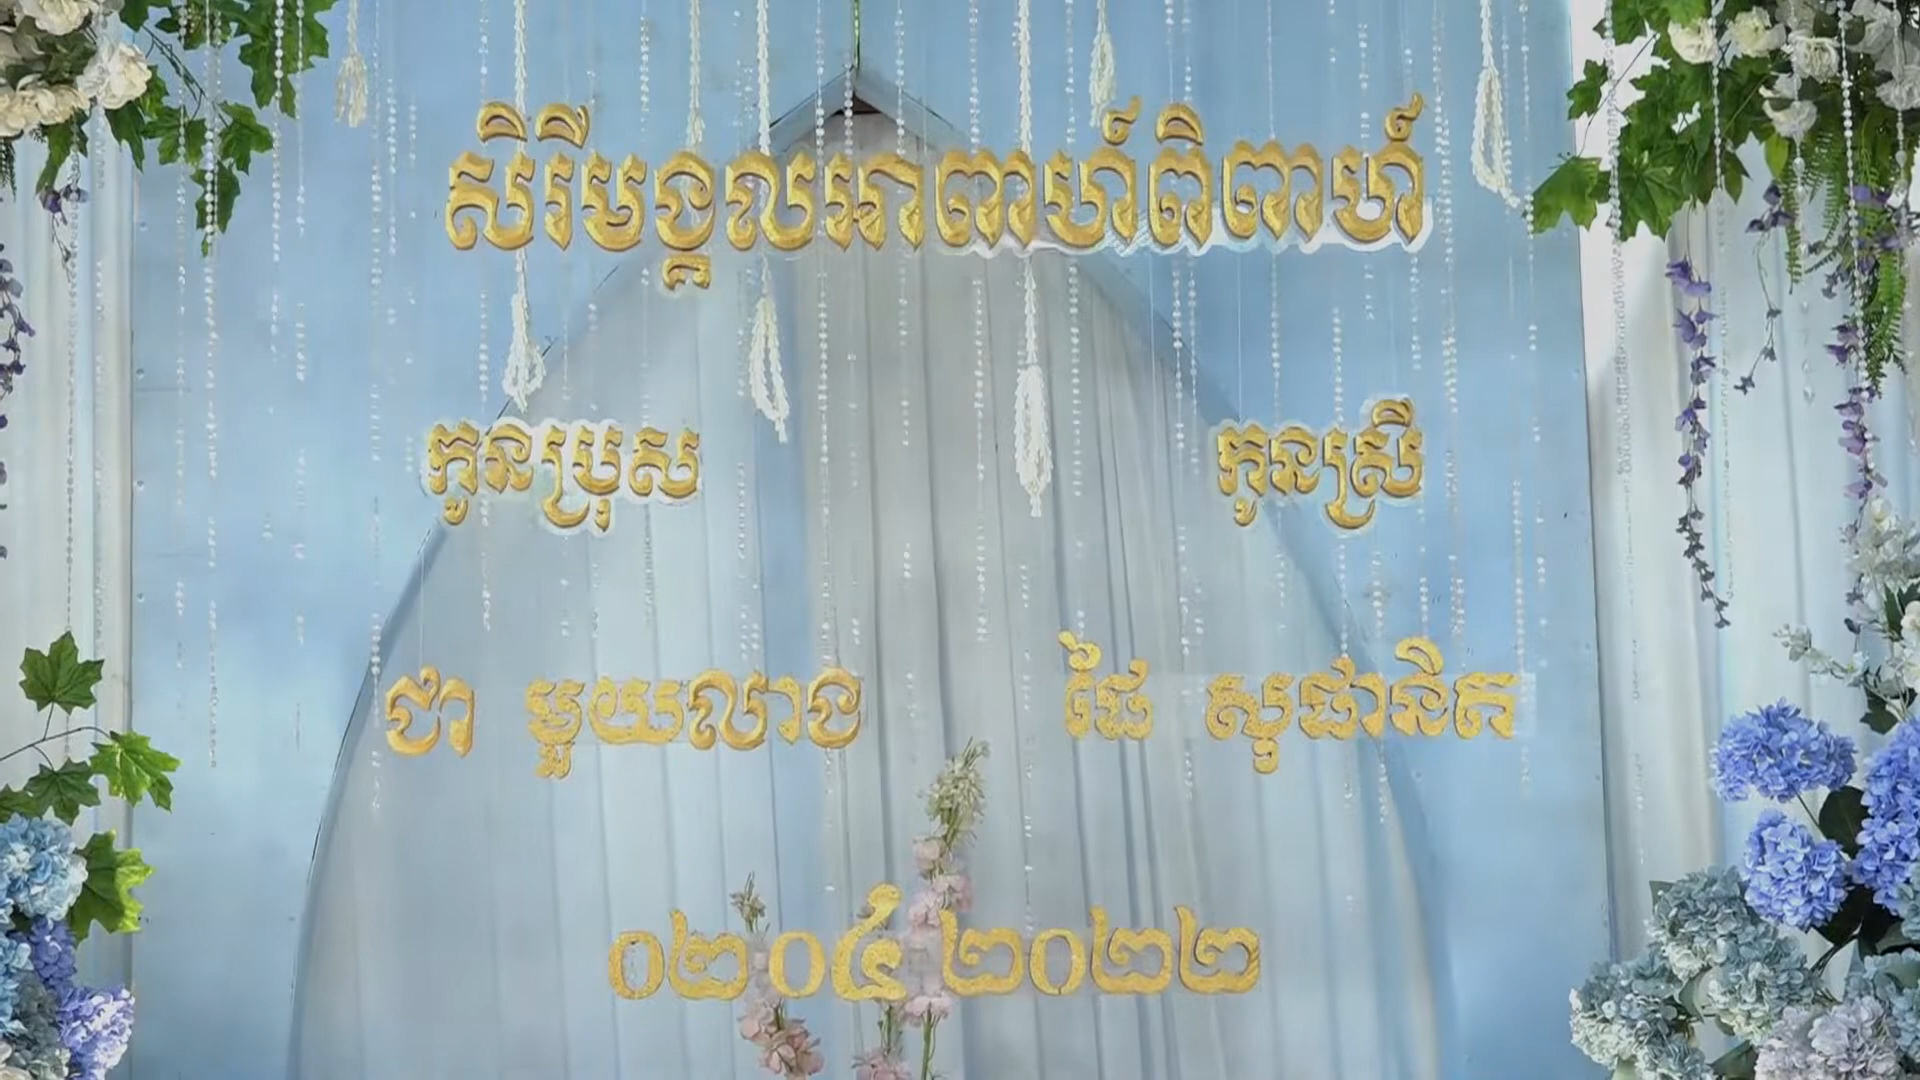 សិរីមង្គលអាពាហ៍ពិពាហ៍
កូនប្រុស កូនស្រី
ជា មួយលាង ផៃ សូផានិត
០២ ០៤ ២០២២